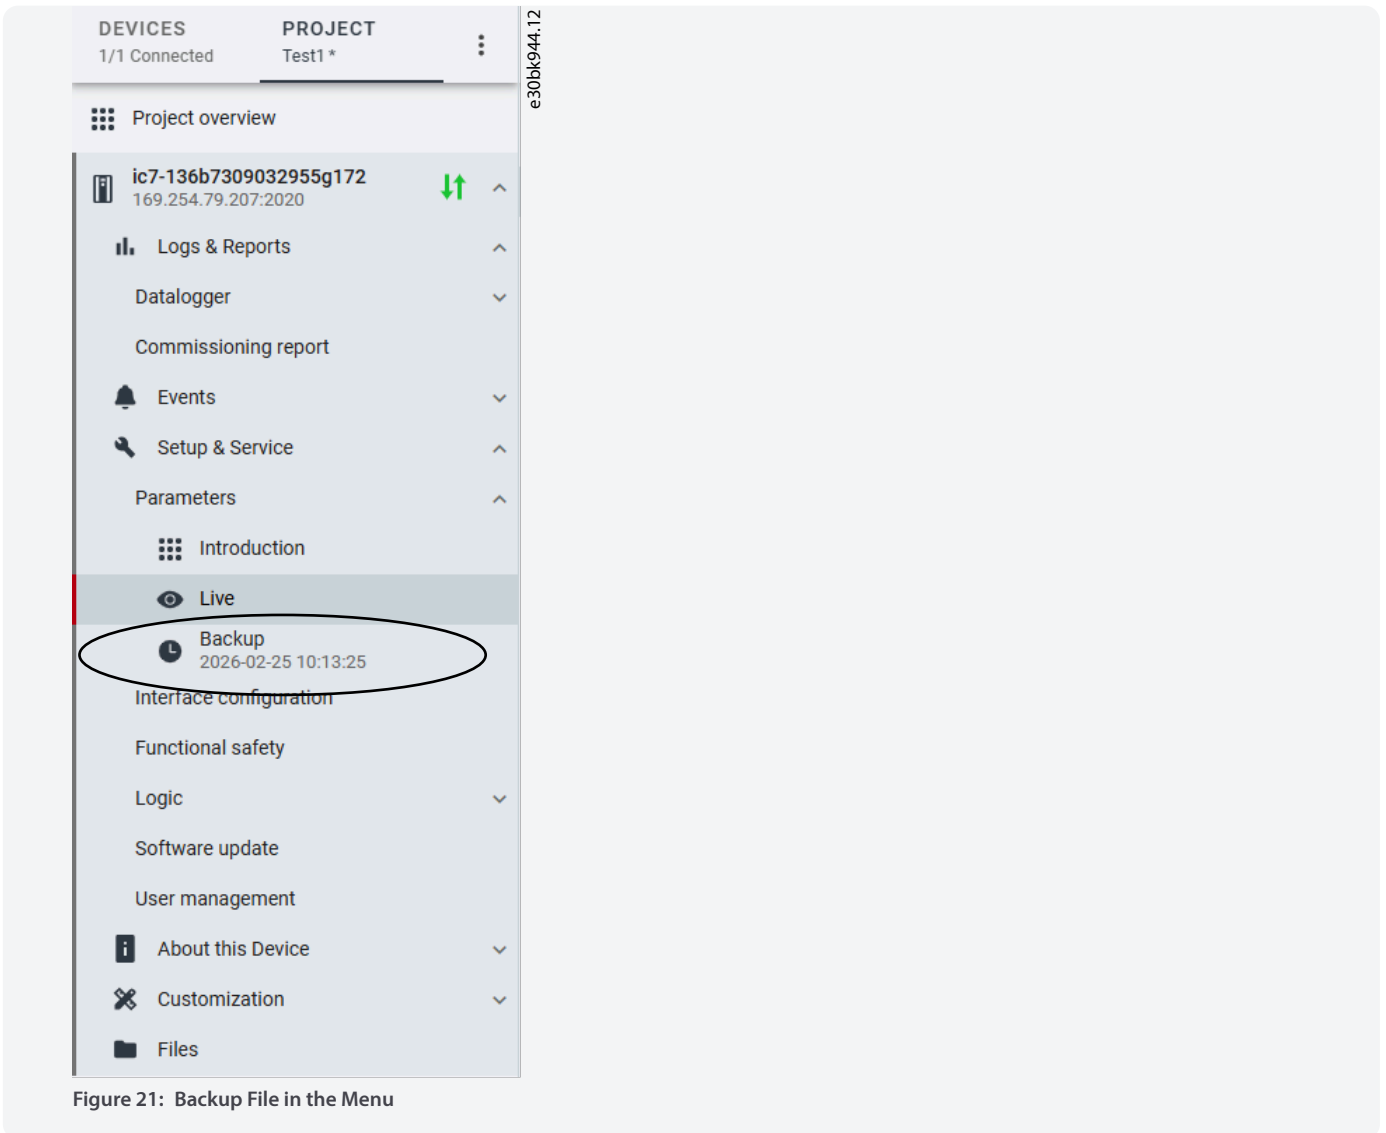 DEVICES
PROJECT
1/1 Connected
Test1 *
e30bk944.12
Project overview
ic7-136b7309032955g172
169.254.79.207:2020
Logs & Reports
Datalogger
Commissioning report
Events
Setup & Service
Parameters
Introduction
Live
Backup
2026-02-25 10:13:25
Interface configuration
Functional safety
Logic
Software update
User management
About this Device
Customization
Files
Figure 21: Backup File in the Menu